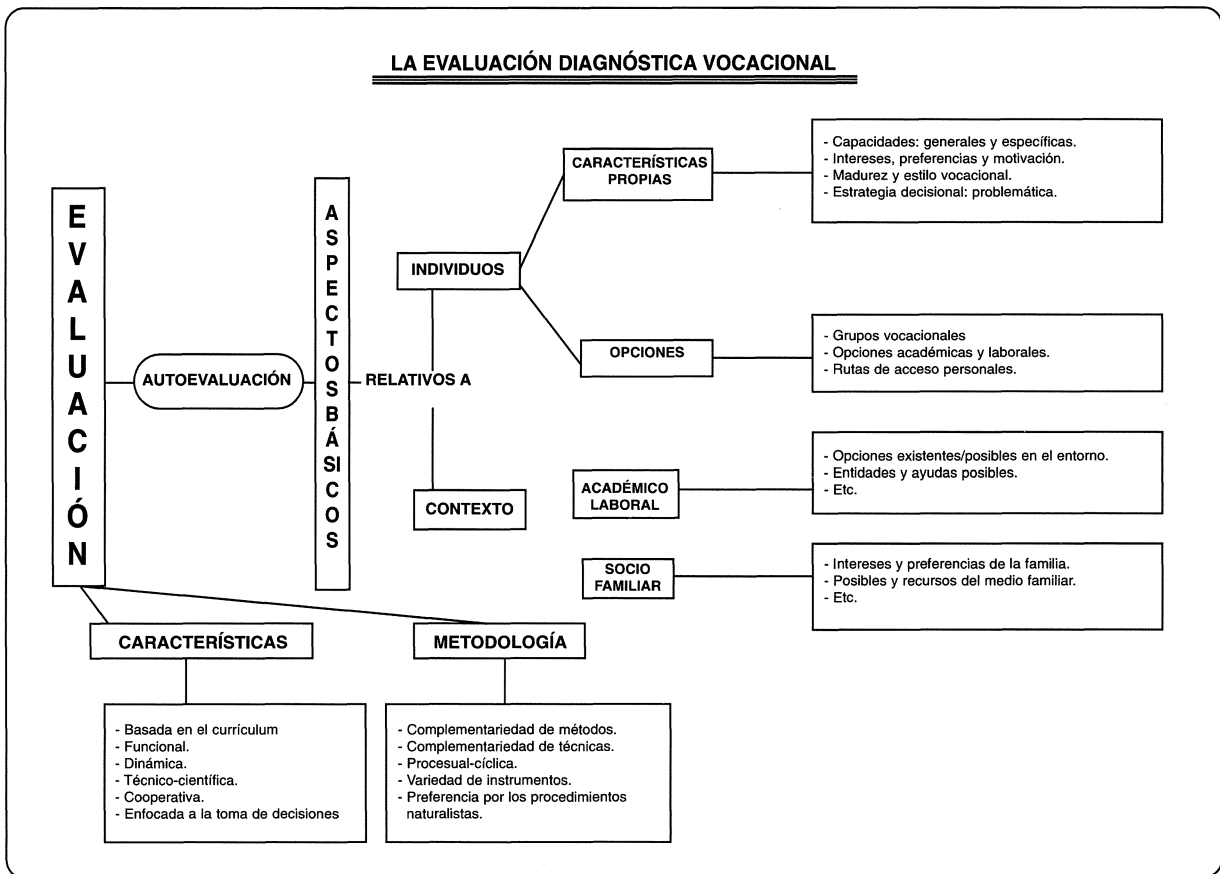 LA EVALUACIÓN DIAGNÓSTICA VOCACIONAL
EVALUACIÓN
AUTOEVALUACIÓN
ASPECTOS BÁSICOS
RELATIVOS A
INDIVIDUOS
CARACTERÍSTICAS
PROPIAS
- Capacidades: generales y específicas.
- Intereses, preferencias y motivación.
- Madurez y estilo vocacional.
- Estrategia decisional: problemática.
OPCIONES
- Grupos vocacionales
- Opciones académicas y laborales.
- Rutas de acceso personales.
CONTEXTO
ACADÉMICO
LABORAL
- Opciones existentes/posibles en el entorno.
- Entidades y ayudas posibles.
- Etc.
SOCIO
FAMILIAR
- Intereses y preferencias de la familia.
- Posibles y recursos del medio familiar.
- Etc.
CARACTERÍSTICAS
- Basada en el currículum
- Funcional.
- Dinámica.
- Técnico-científica.
- Cooperativa.
- Enfocada a la toma de decisiones
METODOLOGÍA
- Complementariedad de métodos.
- Complementariedad de técnicas.
- Procesual-cíclica.
- Variedad de instrumentos.
- Preferencia por los procedimientos
naturalistas.